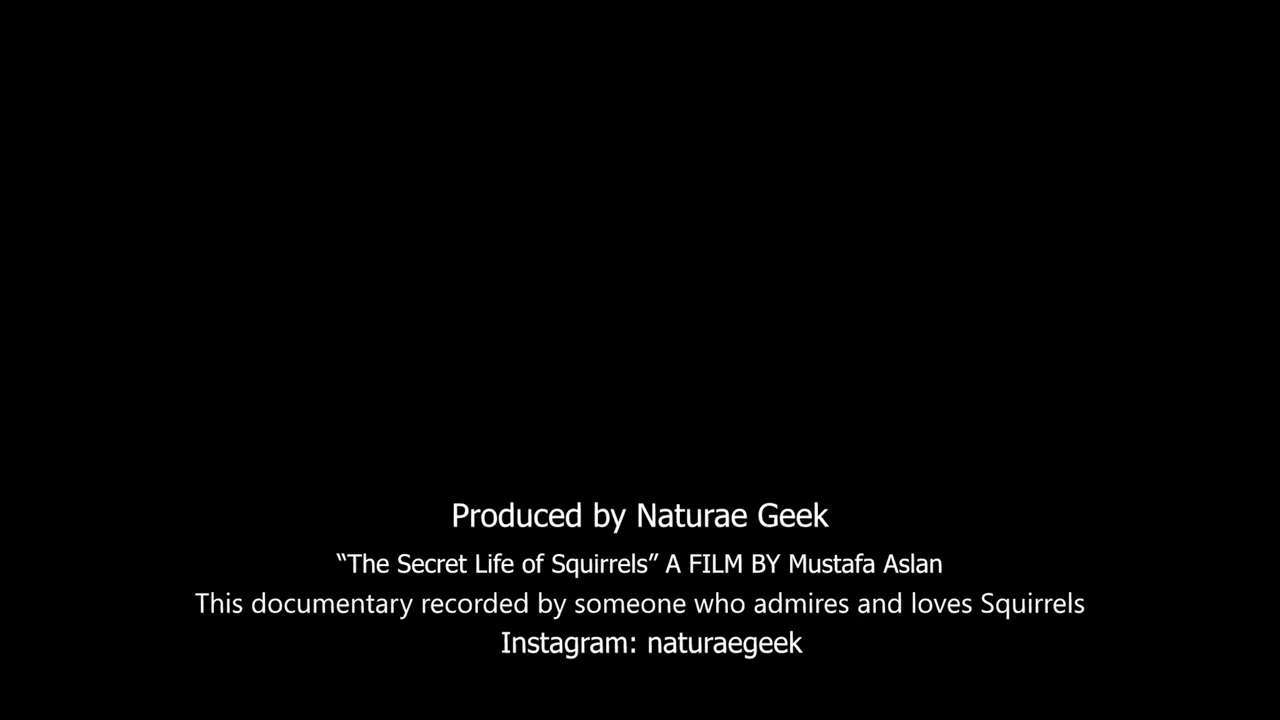 Produced by Naturae Geek
“The Secret Life of Squirrels” A FILM BY Mustafa Aslan
This documentary recorded by someone who admires and loves Squirrels
Instagram: naturaegeek